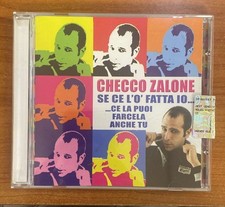 CHECCO ZALONE
SE CE L'O' FATTA IO...
...CE LA PUOI
FARCELA
ANCHE TU